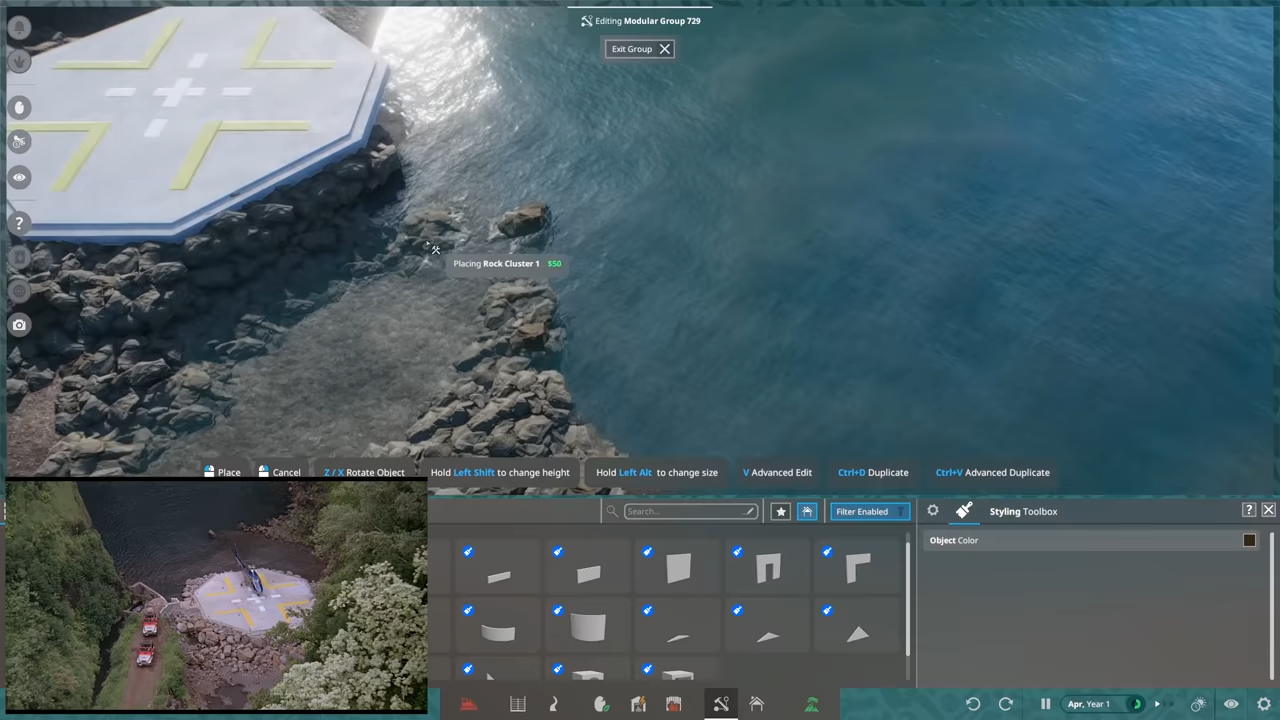 Editing Modular Group 729
Exit Group
Placing Rock Cluster 1 $50
?
Place
Cancel
Z / X Rotate Object
Hold Left Shift to change height
Hold Left Alt to change size
V Advanced Edit
Ctrl+D Duplicate
Ctrl+V Advanced Duplicate
Search...
Filter Enabled
Styling Toolbox
?
Object Color
Apr, Year 1